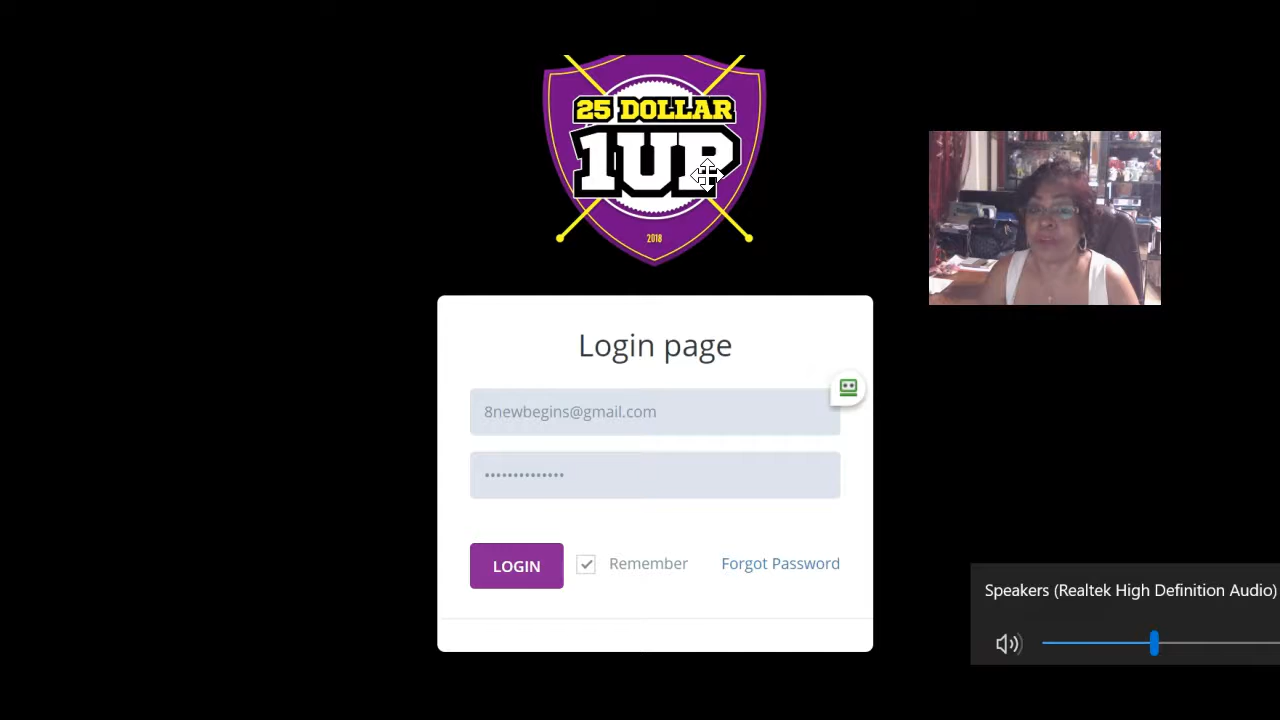 25 DOLLAR
1UP
2018
Login page
8newbegins@gmail.com
••••••••••••••
LOGIN
Remember
Forgot Password
Speakers (Realtek High Definition Audio)